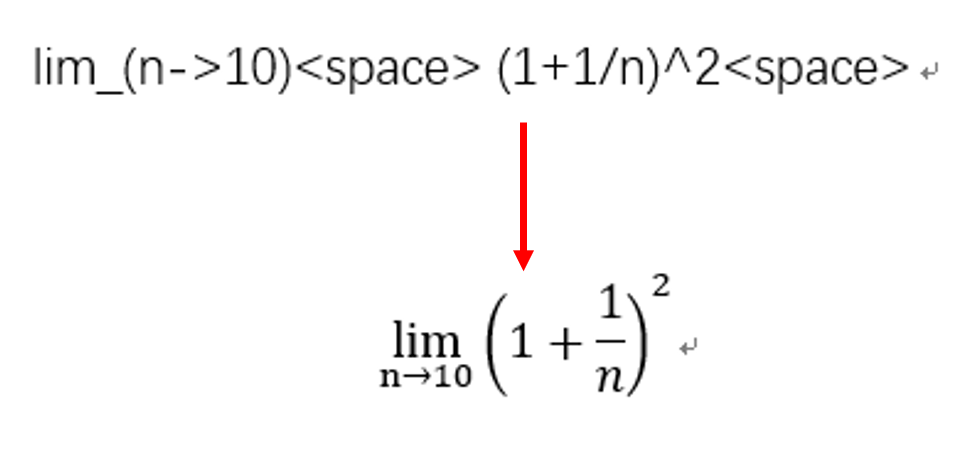 lim_(n->10)<space> (1+1/n)^2<space> ↵
lim n→10 (1 + 1/n)^2 ↵